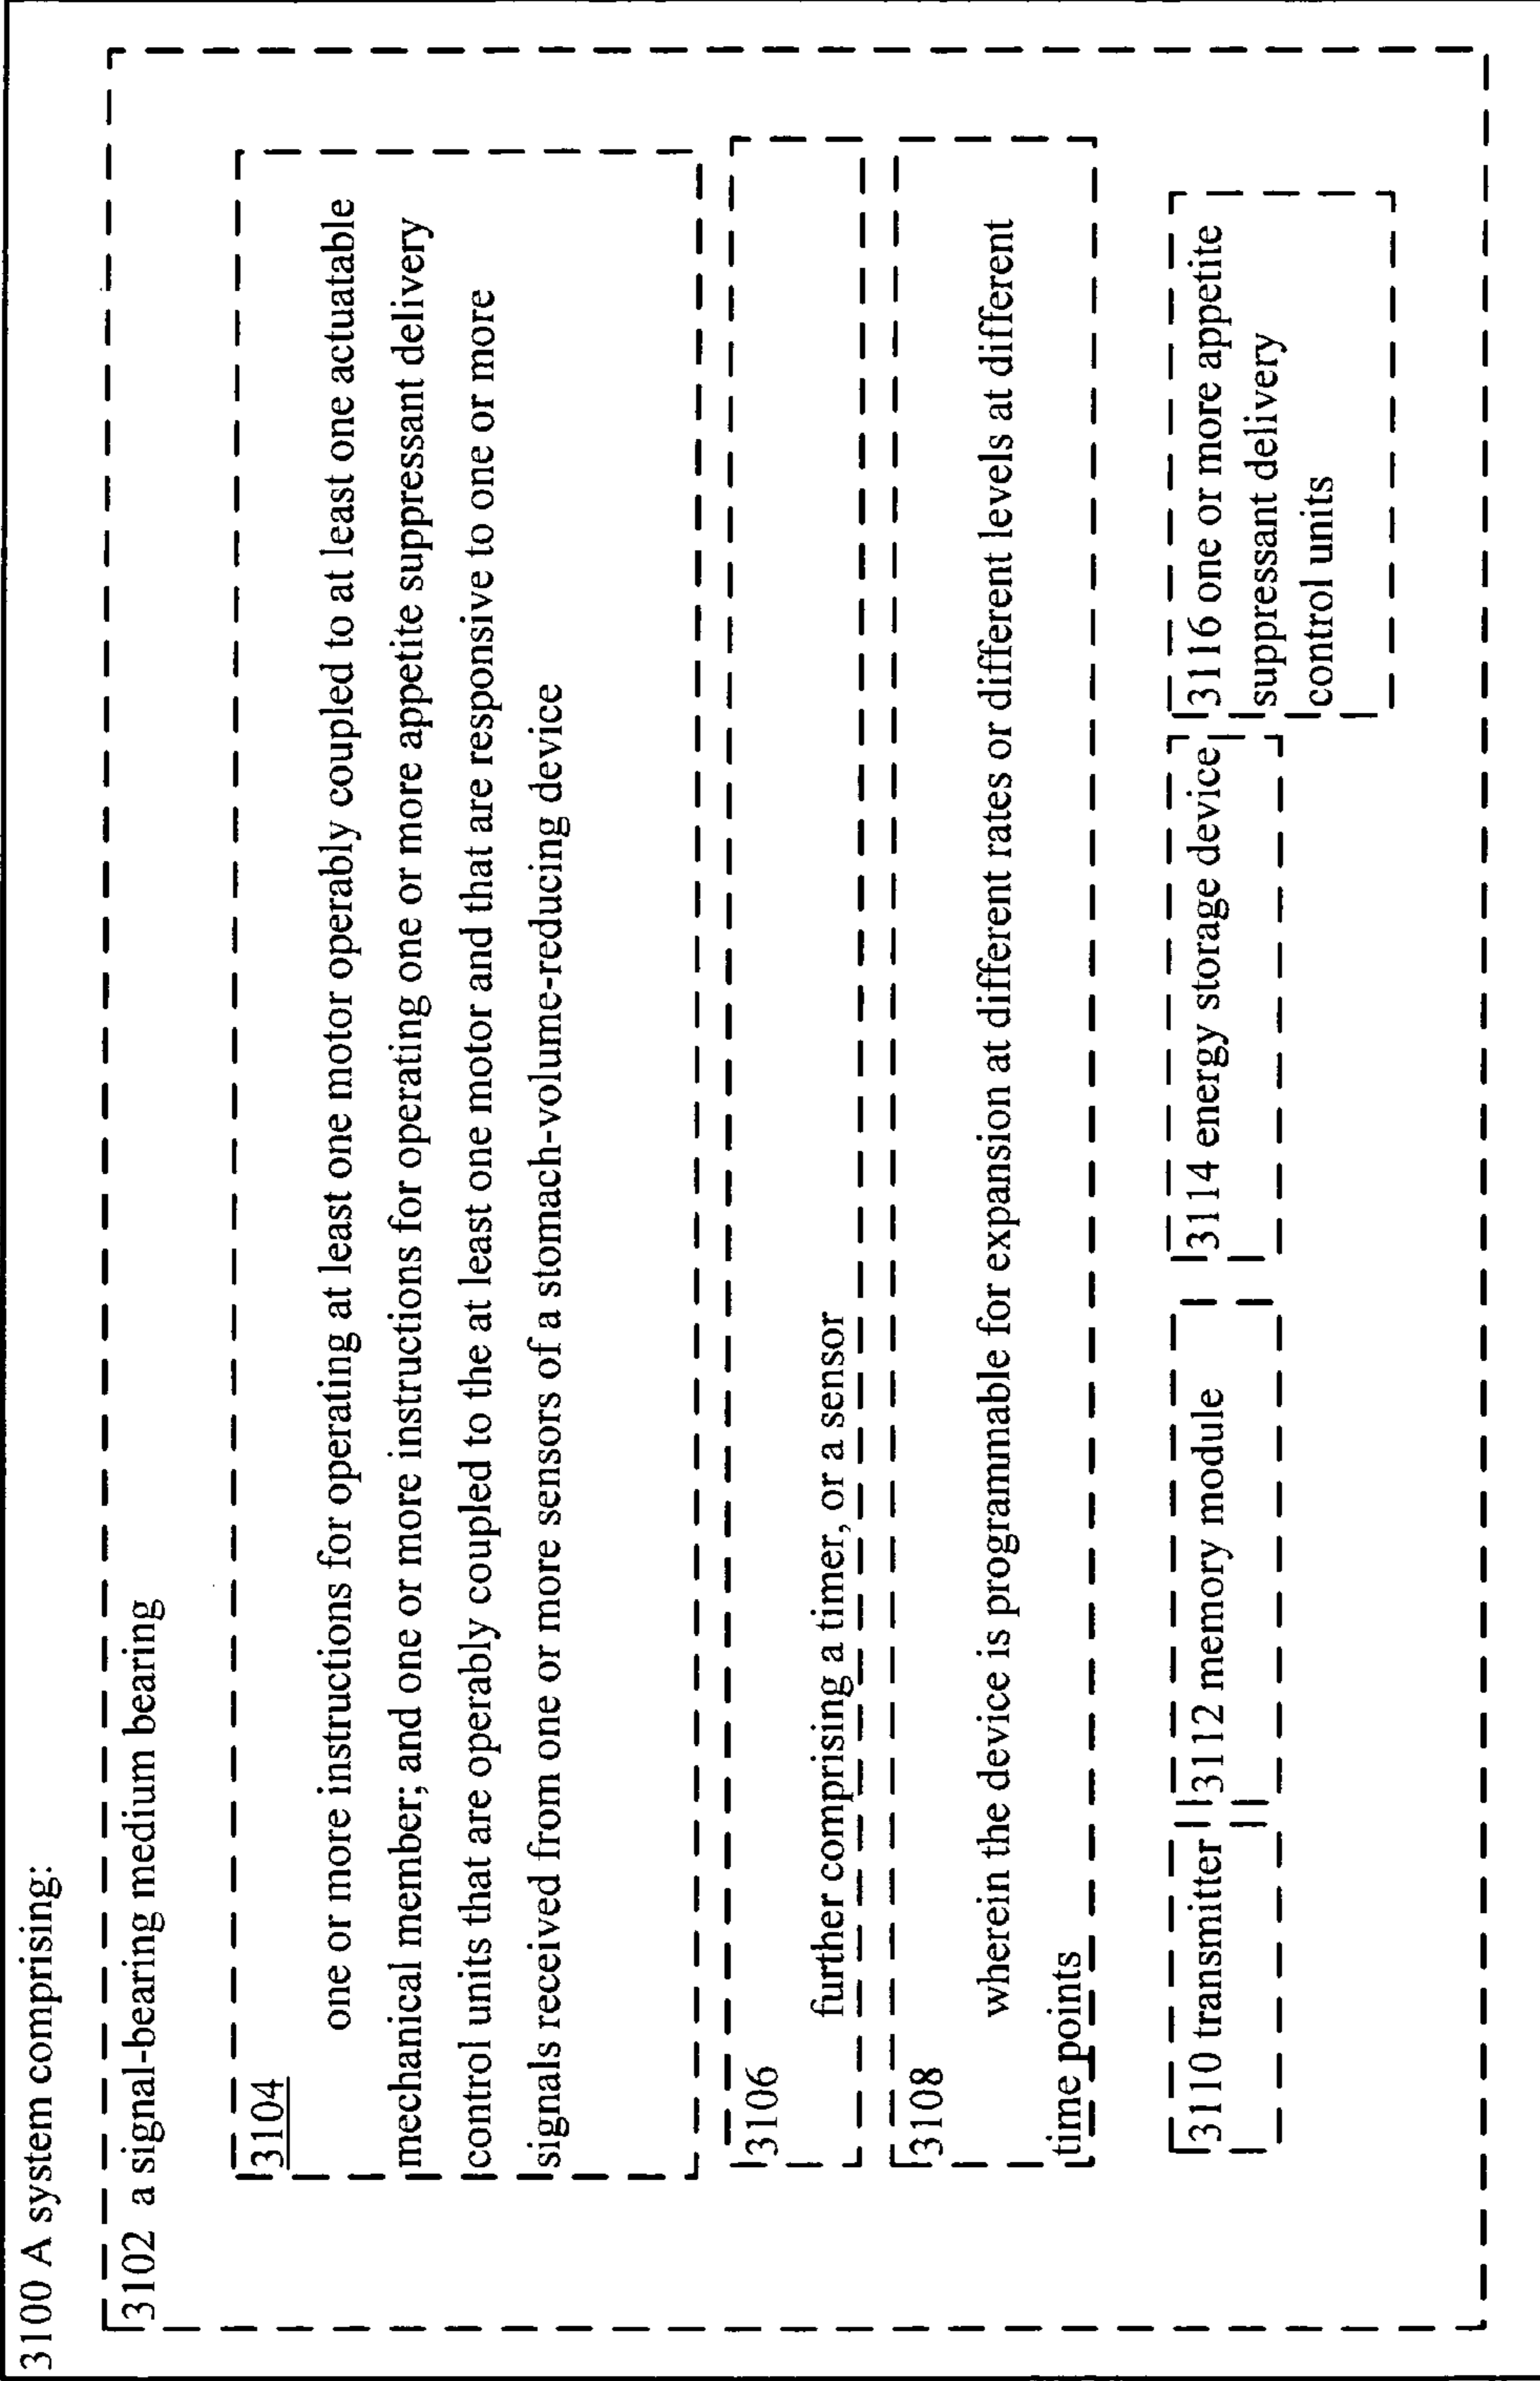 3100 A system comprising:
3102 a signal-bearing medium bearing
3104
one or more instructions for operating at least one motor operably coupled to at least one actuatable
mechanical member; and one or more instructions for operating one or more appetite suppressant delivery
control units that are operably coupled to the at least one motor and that are responsive to one or more
signals received from one or more sensors of a stomach-volume-reducing device
3106
further comprising a timer, or a sensor
3108
wherein the device is programmable for expansion at different rates or different levels at different
time points
3110 transmitter
3112 memory module
3114 energy storage device
3116 one or more appetite
suppressant delivery
control units